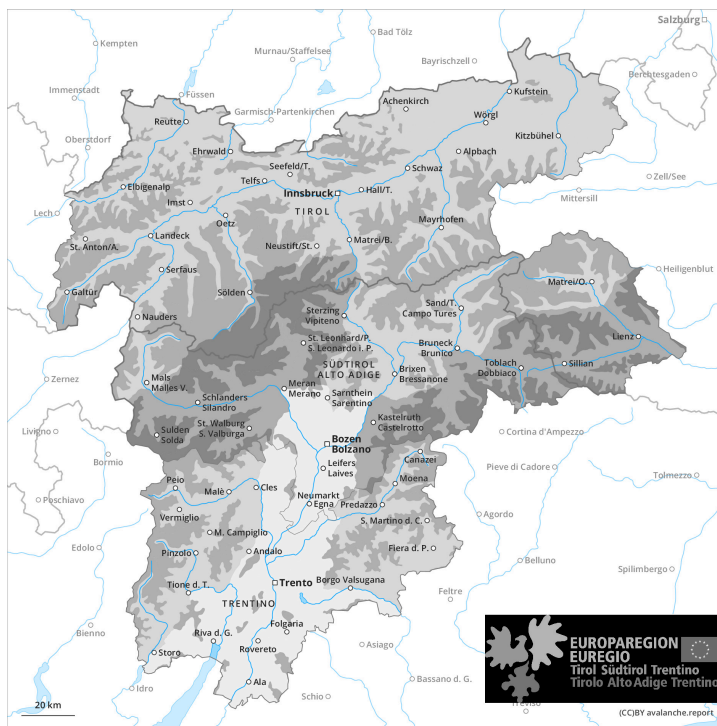 Salzburg
Kempten
Bad Tölz
Murnau/Staffelsee
Bayrischzell
Berchtesgaden
Immenstadt
Füssen
Kufstein
Achenkirch
Garmisch-Partenkirchen
Reutte
Wörgl
Oberstdorf
Kitzbühel
Ehrwald
Alpbach
Seefeld/T.
Schwaz
Zell/See
Telfs
Elbigenalp
Innsbruck
Hall/T.
Mittersill
Imst
TIROL
Lech
Oetz
Mayrhofen
St. Anton/A.
Landeck
Neustift/St.
Matrei/B.
Serfaus
Heiligenblut
Galtür
Sölden
Matrei/O.
Nauders
Sterzing
Vipiteno
Sand/T.
Campo Tures
St. Leonhard/P.
S. Leonardo i. P.
Lienz
Bruneck
Brunico
SÜDTIROL
ALTO ADIGE
Toblach
Dobbiaco
Sillian
Brixen
Bressanone
Zernez
Mals
Malles V.
Meran
Merano
Sarnthein
Sarentino
Schlanders
Silandro
St. Walburg
S. Valburga
Kastelruth
Castelrotto
Livigno
Sulden
Solda
Cortina d'Ampezzo
Bozen
Bolzano
Bormio
Canazei
Pieve di Cadore
Leifers
Laives
Tolmezzo
Peio
Malè
Cles
Moena
Poschiavo
Neumarkt
Egna
Predazzo
Vermiglio
Agordo
S. Martino d. C.
M. Campiglio
Edolo
Pinzolo
Andalo
Fiera d. P.
Belluno
Spilimbergo
Tione d. T.
Trento
Borgo Valsugana
Feltre
TRENTINO
Folgaria
Bienno
Riva d. G.
Rovereto
Asiago
Storo
Bassano d. G.
Ala
Idro
Schio
Treviso
EUROPAREGION
EUREGIO
Tirol Südtirol Trentino
Tirolo Alto Adige Trentino
20 km
(CC)BY avalanche.report